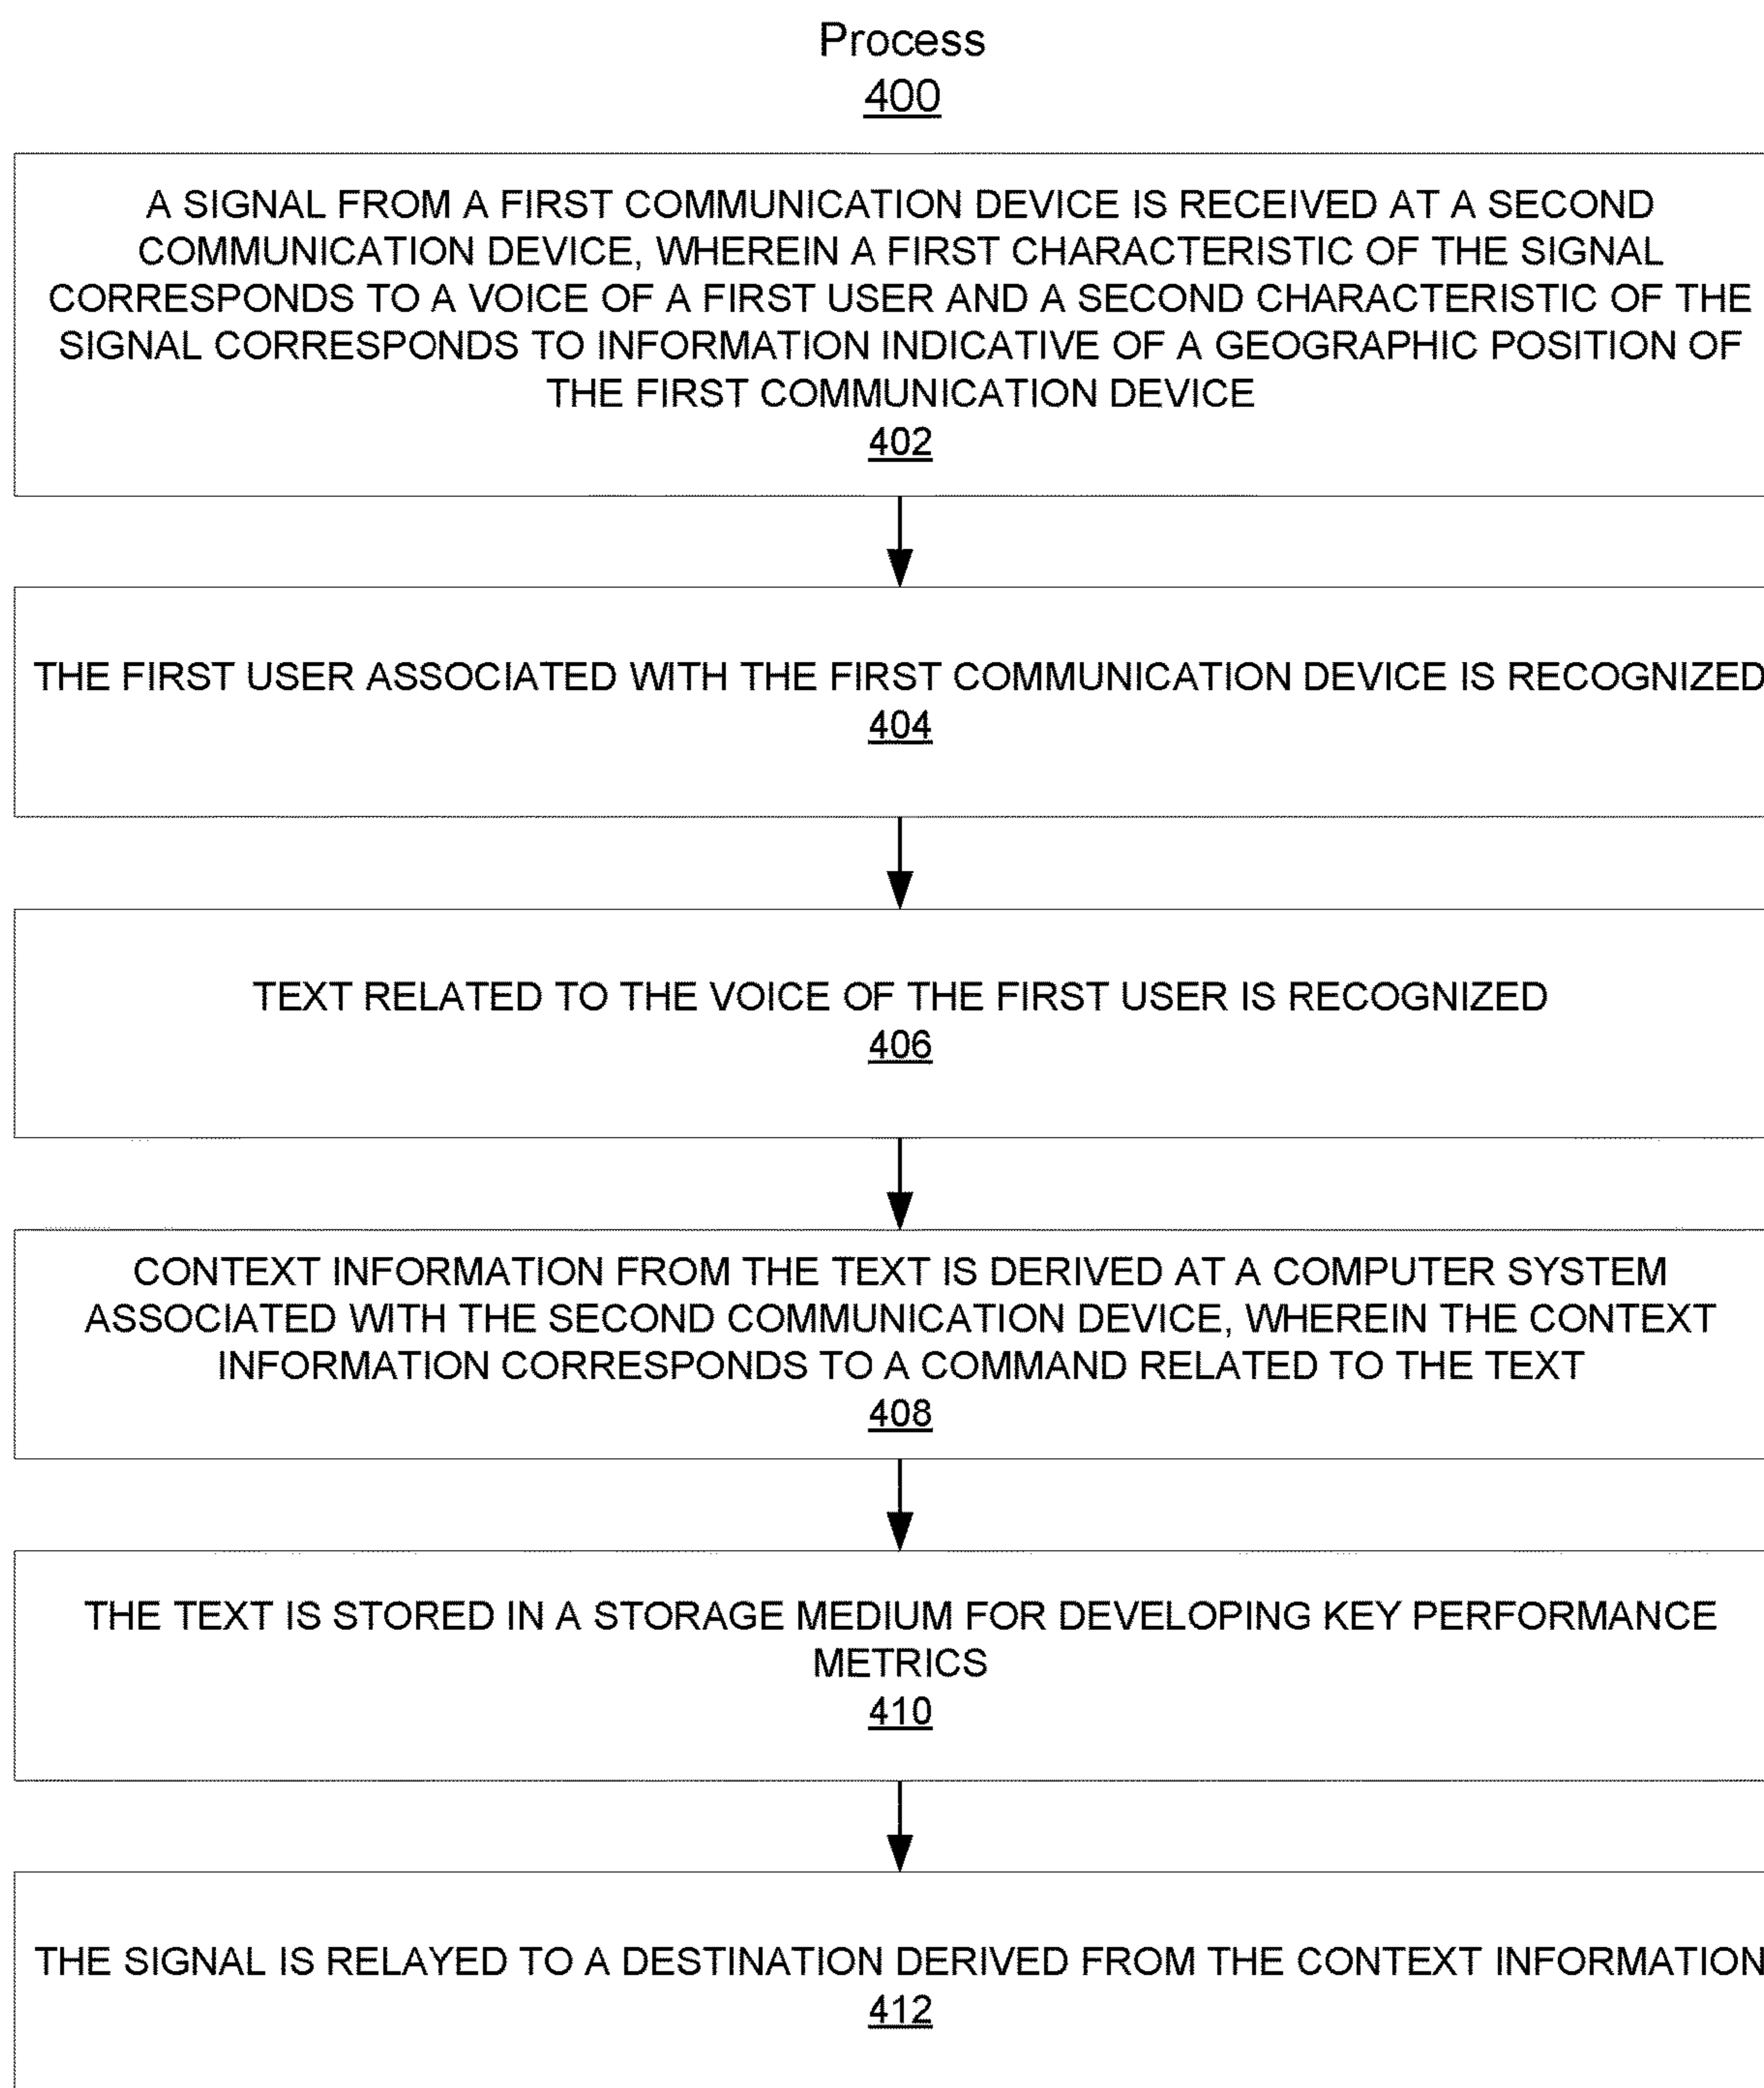 Process
400
A SIGNAL FROM A FIRST COMMUNICATION DEVICE IS RECEIVED AT A SECOND
COMMUNICATION DEVICE, WHEREIN A FIRST CHARACTERISTIC OF THE SIGNAL
CORRESPONDS TO A VOICE OF A FIRST USER AND A SECOND CHARACTERISTIC OF THE
SIGNAL CORRESPONDS TO INFORMATION INDICATIVE OF A GEOGRAPHIC POSITION OF
THE FIRST COMMUNICATION DEVICE
402
THE FIRST USER ASSOCIATED WITH THE FIRST COMMUNICATION DEVICE IS RECOGNIZED
404
TEXT RELATED TO THE VOICE OF THE FIRST USER IS RECOGNIZED
406
CONTEXT INFORMATION FROM THE TEXT IS DERIVED AT A COMPUTER SYSTEM
ASSOCIATED WITH THE SECOND COMMUNICATION DEVICE, WHEREIN THE CONTEXT
INFORMATION CORRESPONDS TO A COMMAND RELATED TO THE TEXT
408
THE TEXT IS STORED IN A STORAGE MEDIUM FOR DEVELOPING KEY PERFORMANCE
METRICS
410
THE SIGNAL IS RELAYED TO A DESTINATION DERIVED FROM THE CONTEXT INFORMATION
412